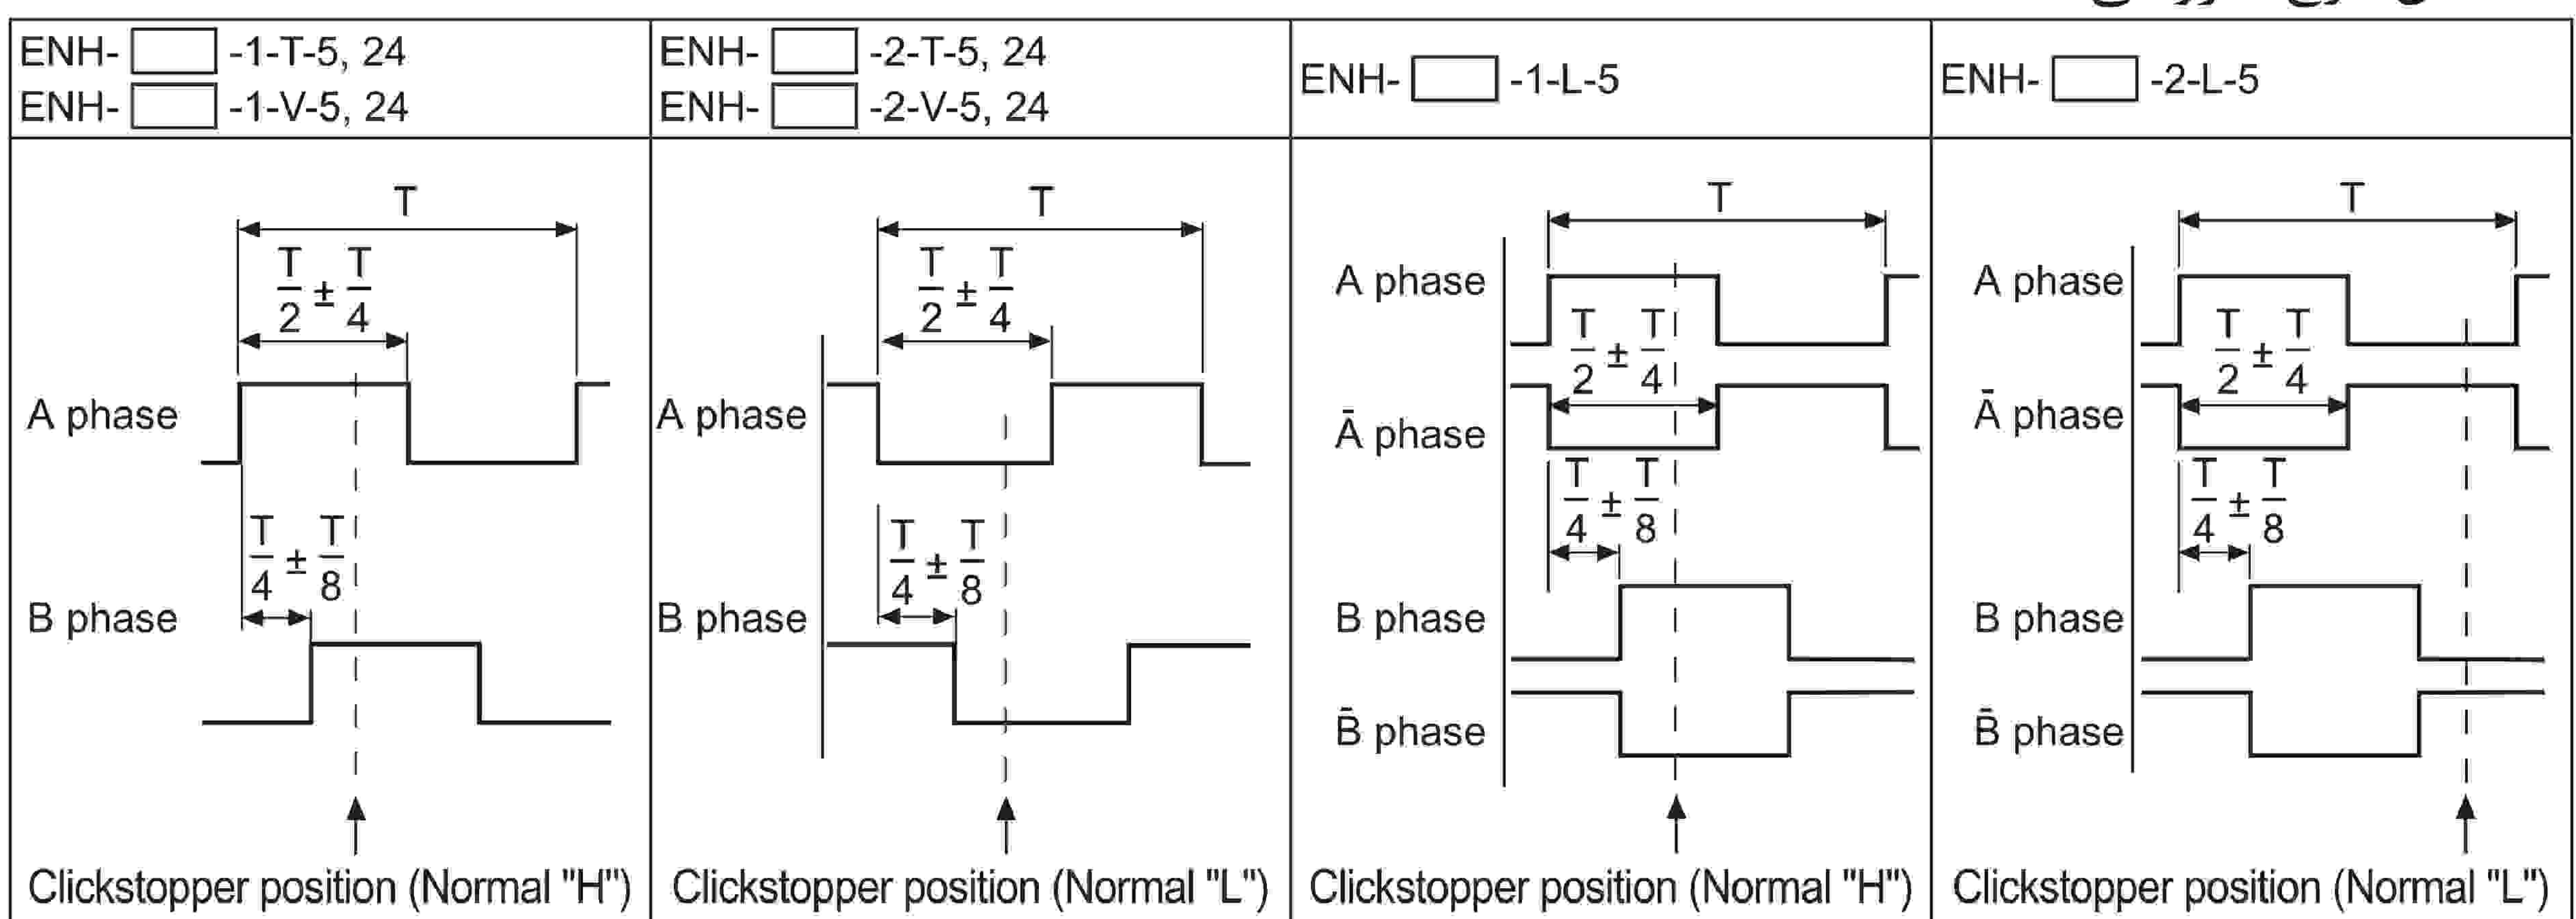 ENH- -1-T-5, 24
ENH- -1-V-5, 24
ENH- -2-T-5, 24
ENH- -2-V-5, 24
ENH- -1-L-5
ENH- -2-L-5
T
T/2 ± T/4
A phase
T/4 ± T/8
B phase
Clickstopper position (Normal "H")
T
T/2 ± T/4
A phase
T/4 ± T/8
B phase
Clickstopper position (Normal "L")
T
A phase
T/2 ± T/4
Ā phase
T/4 ± T/8
B phase
B̄ phase
Clickstopper position (Normal "H")
T
A phase
T/2 ± T/4
Ā phase
T/4 ± T/8
B phase
B̄ phase
Clickstopper position (Normal "L")